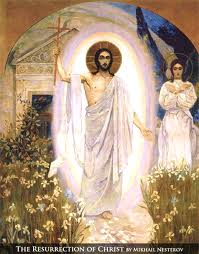 THE RESURRECTION OF CHRIST BY MIKHAIL NESTEROV